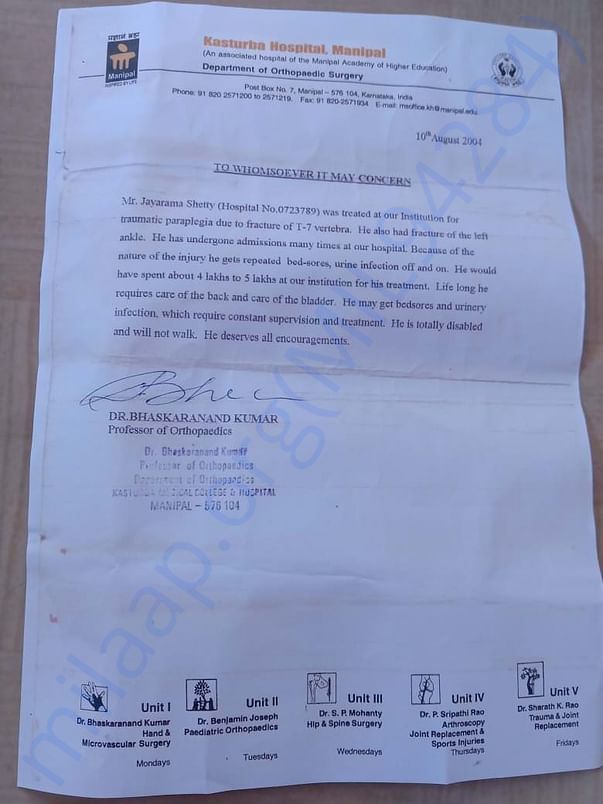 प्रज्ञानं ब्रह्म
Manipal
INSPIRED BY LIFE
Kasturba Hospital, Manipal
(An associated hospital of the Manipal Academy of Higher Education)
Department of Orthopaedic Surgery
Post Box No. 7, Manipal – 576 104, Karnataka, India
Phone: 91 820 2571200 to 2571219. Fax: 91 820-2571934 E-mail: msoffice.kh@manipal.edu
10th August 2004
TO WHOMSOEVER IT MAY CONCERN
Mr. Jayarama Shetty (Hospital No.0723789) was treated at our Institution for
traumatic paraplegia due to fracture of T-7 vertebra. He also had fracture of the left
ankle. He has undergone admissions many times at our hospital. Because of the
nature of the injury he gets repeated bed-sores, urine infection off and on. He would
have spent about 4 lakhs to 5 lakhs at our institution for his treatment. Life long he
requires care of the back and care of the bladder. He may get bedsores and urinery
infection, which require constant supervision and treatment. He is totally disabled
and will not walk. He deserves all encouragements.
DR.BHASKARANAND KUMAR
Professor of Orthopaedics
Dr. Bhaskaranand Kumar
Professor of Orthopaedics
Department of Orthopaedics
KASTURBA MEDICAL COLLEGE & HOSPITAL
MANIPAL – 576 104
Unit I
Dr. Bhaskaranand Kumar
Hand &
Microvascular Surgery
Mondays
Unit II
Dr. Benjamin Joseph
Paediatric Orthopaedics
Tuesdays
Unit III
Dr. S. P. Mohanty
Hip & Spine Surgery
Wednesdays
Unit IV
Dr. P. Sripathi Rao
Arthroscopy
Joint Replacement &
Sports Injuries
Thursdays
Unit V
Dr. Sharath K. Rao
Trauma & Joint
Replacement
Fridays